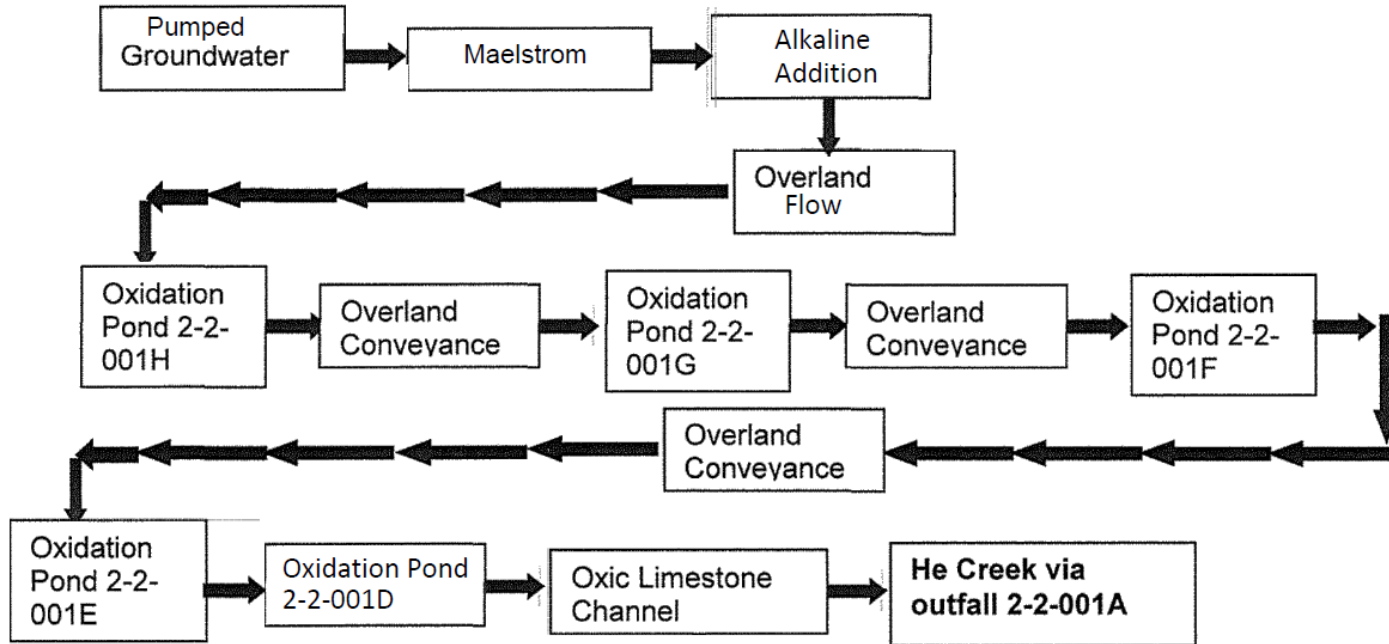 Pumped
Groundwater
Maelstrom
Alkaline
Addition
Overland
Flow
Oxidation
Pond 2-2-
001H
Overland
Conveyance
Oxidation
Pond 2-2-
001G
Overland
Conveyance
Oxidation
Pond 2-2-
001F
Overland
Conveyance
Oxidation
Pond 2-2-
001E
Oxidation Pond
2-2-001D
Oxic Limestone
Channel
He Creek via
outfall 2-2-001A